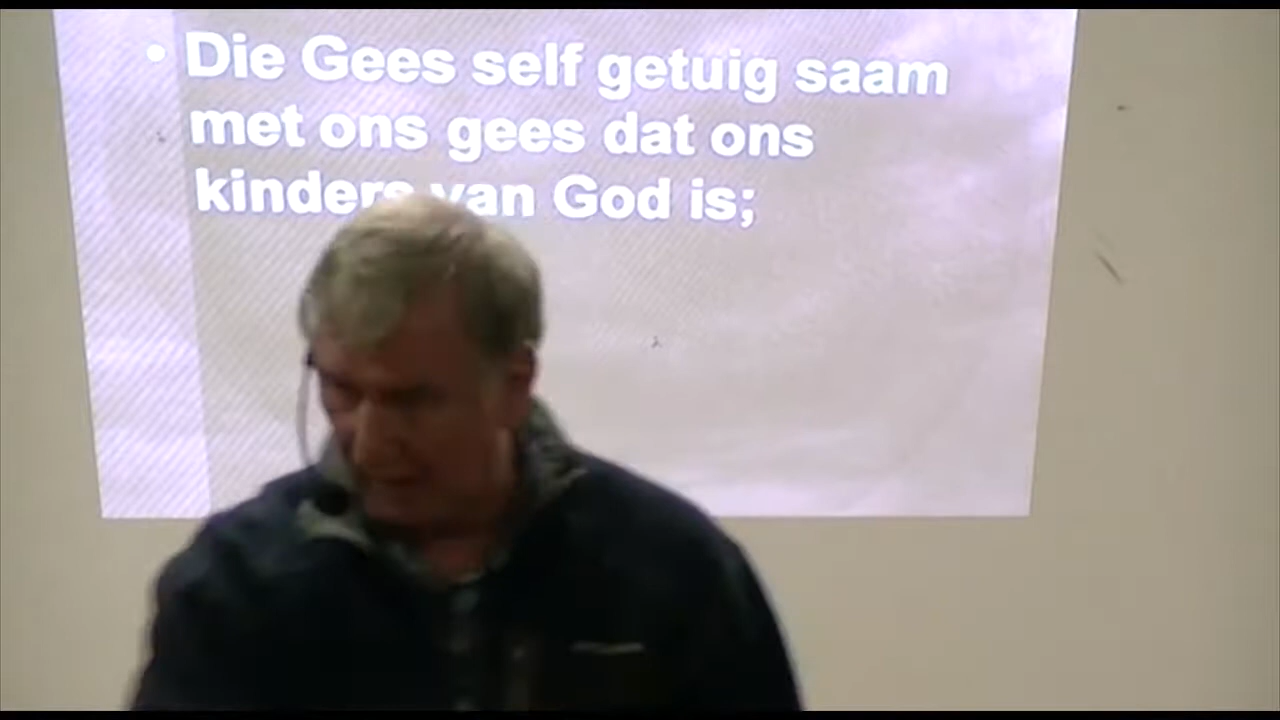 • Die Gees self getuig saam
met ons gees dat ons
kinders van God is;